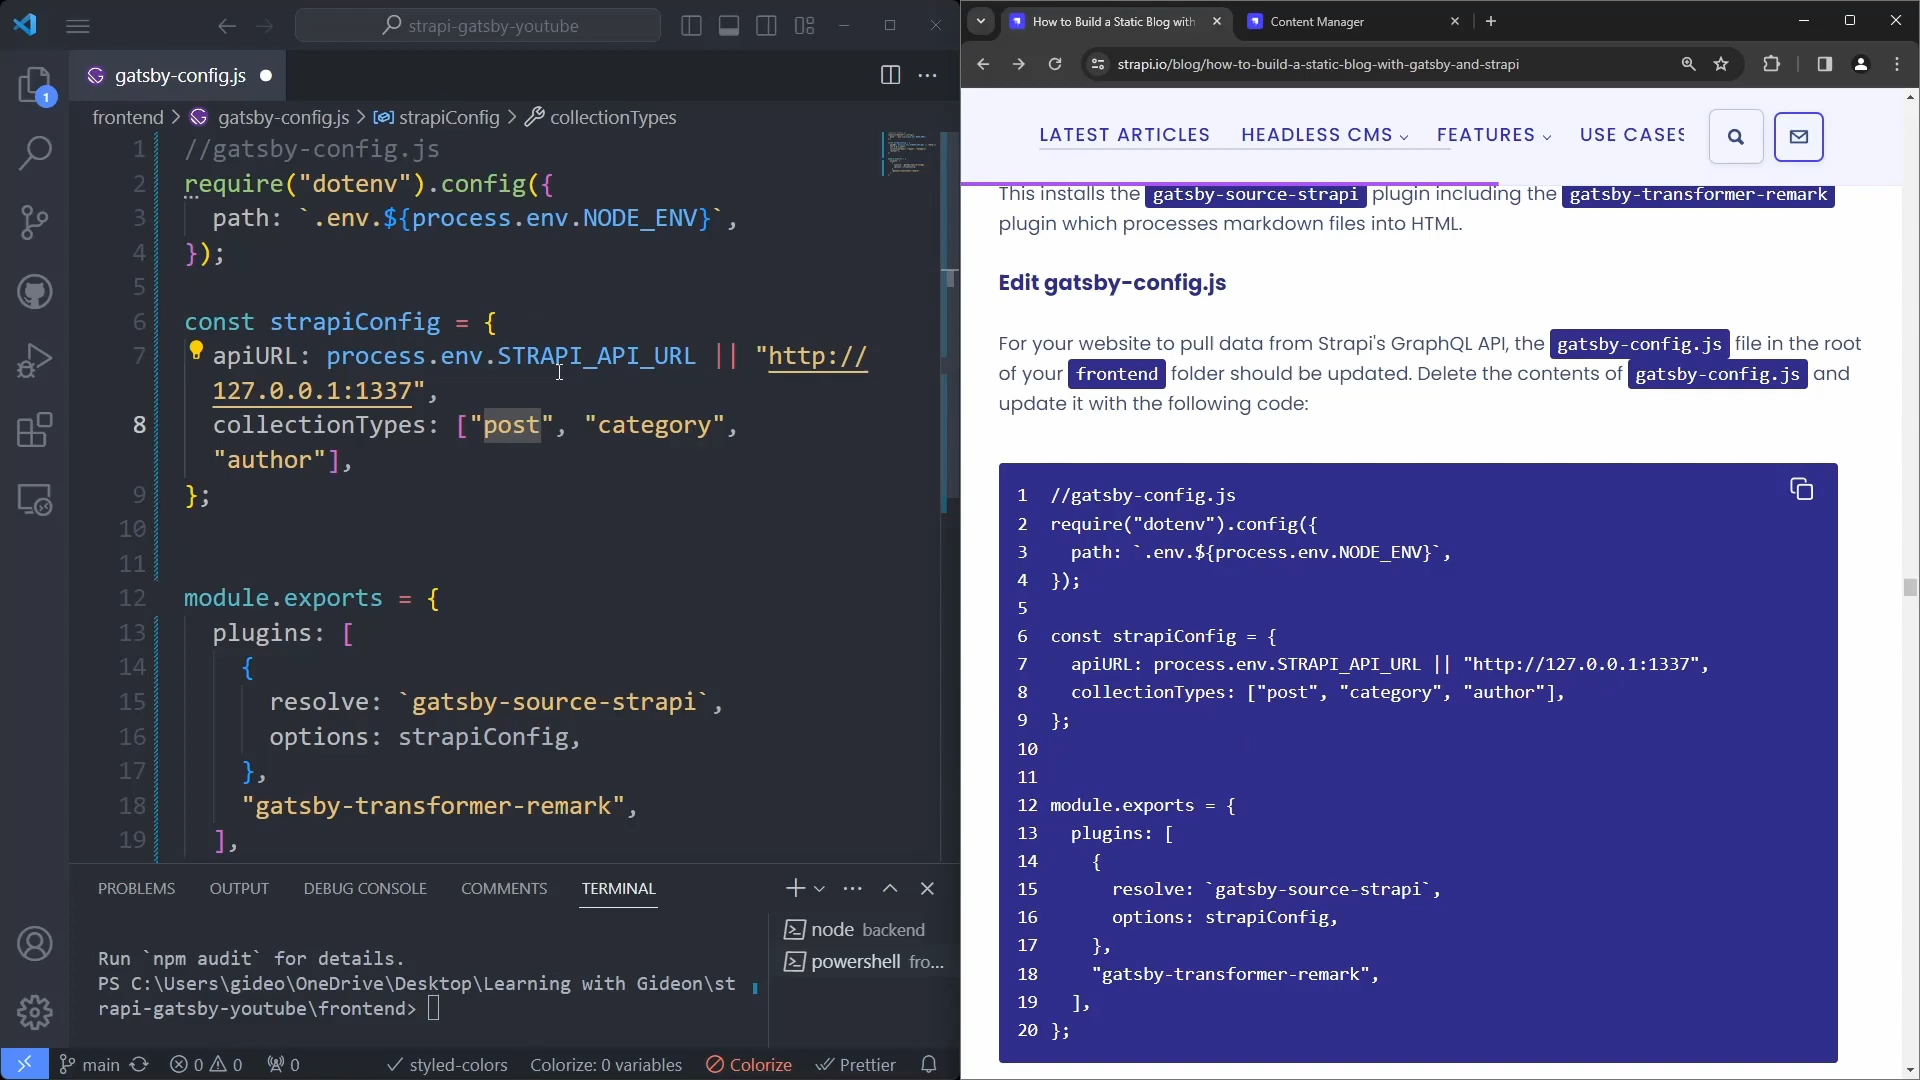 strapi-gatsby-youtube
gatsby-config.js
1
frontend > gatsby-config.js > strapiConfig > collectionTypes
1 //gatsby-config.js
2 require("dotenv").config({
3 path: `.env.${process.env.NODE_ENV}`,
4 });
5
6 const strapiConfig = {
7 apiURL: process.env.STRAPI_API_URL || "http://
127.0.0.1:1337",
8 collectionTypes: ["post", "category",
"author"],
9 };
10
11
12 module.exports = {
13 plugins: [
14 {
15 resolve: `gatsby-source-strapi`,
16 options: strapiConfig,
17 },
18 "gatsby-transformer-remark",
19 ],
PROBLEMS OUTPUT DEBUG CONSOLE COMMENTS TERMINAL
node backend
powershell fro...
Run `npm audit` for details.
PS C:\Users\gideo\OneDrive\Desktop\Learning with Gideon\st
rapi-gatsby-youtube\frontend>
main 0 0 0 styled-colors Colorize: 0 variables Colorize Prettier
How to Build a Static Blog with Content Manager
strapi.io/blog/how-to-build-a-static-blog-with-gatsby-and-strapi
LATEST ARTICLES HEADLESS CMS FEATURES USE CASES
This installs the gatsby-source-strapi plugin including the gatsby-transformer-remark
plugin which processes markdown files into HTML.
Edit gatsby-config.js
For your website to pull data from Strapi's GraphQL API, the gatsby-config.js file in the root
of your frontend folder should be updated. Delete the contents of gatsby-config.js and
update it with the following code:
1 //gatsby-config.js
2 require("dotenv").config({
3 path: `.env.${process.env.NODE_ENV}`,
4 });
5
6 const strapiConfig = {
7 apiURL: process.env.STRAPI_API_URL || "http://127.0.0.1:1337",
8 collectionTypes: ["post", "category", "author"],
9 };
10
11
12 module.exports = {
13 plugins: [
14 {
15 resolve: `gatsby-source-strapi`,
16 options: strapiConfig,
17 },
18 "gatsby-transformer-remark",
19 ],
20 };